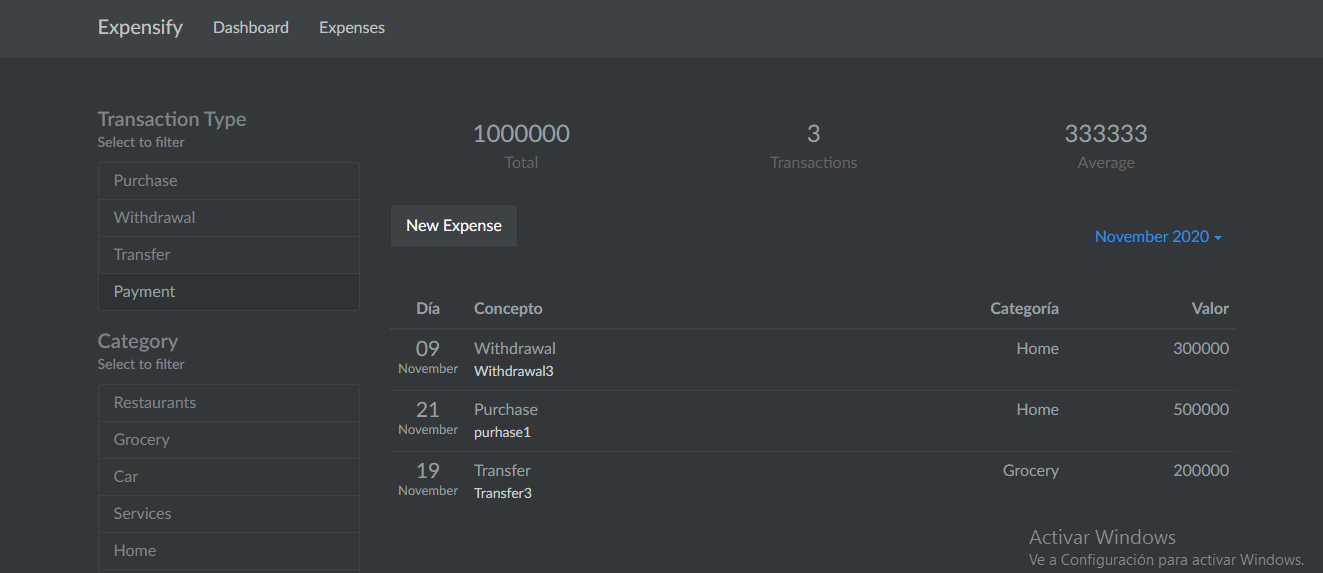 Expensify Dashboard Expenses
Transaction Type
Select to filter
Purchase
Withdrawal
Transfer
Payment
Category
Select to filter
Restaurants
Grocery
Car
Services
Home
1000000 3 333333
Total Transactions Average
New Expense
November 2020
Día Concepto Categoría Valor
09 Withdrawal Home 300000
November Withdrawal3
21 Purchase Home 500000
November purhase1
19 Transfer Grocery 200000
November Transfer3
Activar Windows
Ve a Configuración para activar Windows.